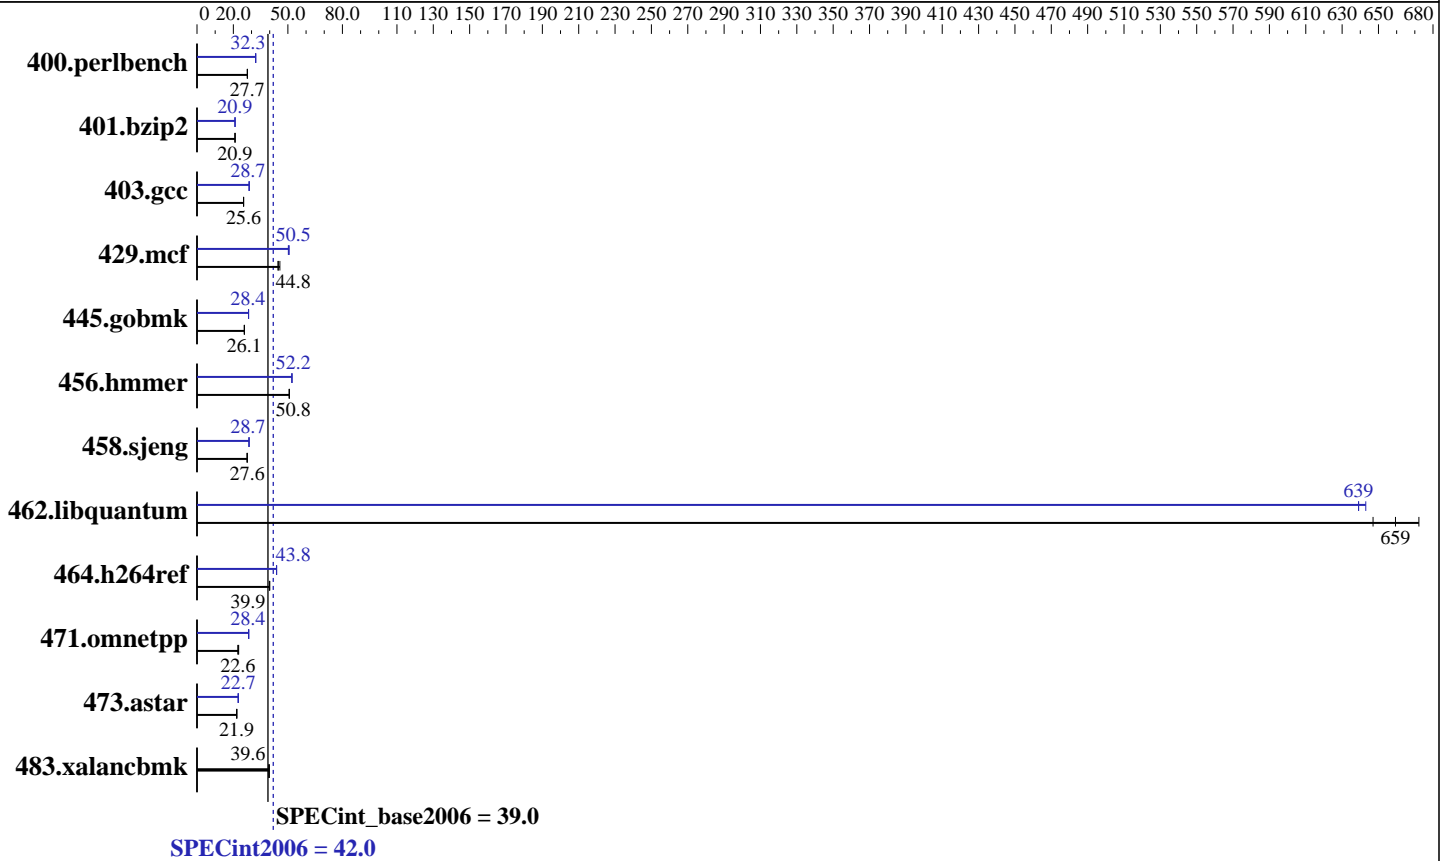 0 20.0 50.0 80.0 110 130 150 170 190 210 230 250 270 290 310 330 350 370 390 410 430 450 470 490 510 530 550 570 590 610 630 650 680
32.3
400.perlbench
27.7
20.9
401.bzip2
20.9
28.7
403.gcc
25.6
50.5
429.mcf
44.8
28.4
445.gobmk
26.1
52.2
456.hmmer
50.8
28.7
458.sjeng
27.6
639
462.libquantum
659
43.8
464.h264ref
39.9
28.4
471.omnetpp
22.6
22.7
473.astar
21.9
39.6
483.xalancbmk
SPECint_base2006 = 39.0
SPECint2006 = 42.0